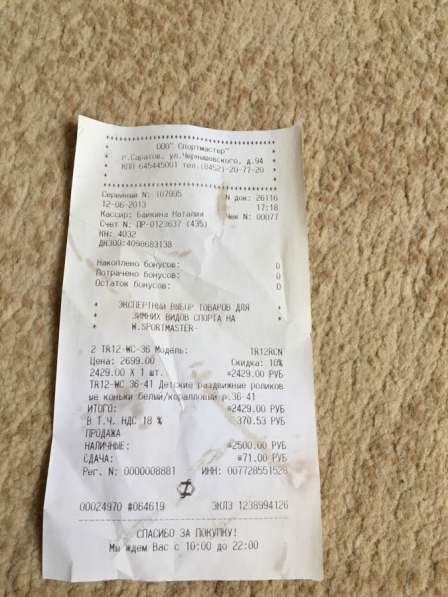 ООО" Спортмастер"
г.Саратов, ул.Чернышовского, д.94
КПП 645445001 тел.(8452)-20-77-20
Серийный N: 107995 N док: 26116
12-06-2013 17:18
Кассир: Байкина Наталия Чек N: 00077
Счет N: ПР-0123637 (435)
КН: 4032
ДК300:4098683138
Накоплено бонусов: 0
Потрачено бонусов: 0
Остаток бонусов: 0
* ЭКСПЕРТНЫЙ ВЫБОР ТОВАРОВ ДЛЯ *
* ЗИМНИХ ВИДОВ СПОРТА НА *
* W.SPORTMASTER- *
2 TR12-WC-36 Модель: TR12RCN
Цена: 2699.00 Скидка: 10%
2429.00 X 1 шт. =2429.00 РУБ
TR12-WC 36-41 Детские раздвижные роликов
ые коньки белый/коралловый р.36-41
ИТОГО: =2429.00 РУБ
В Т.Ч. НДС 18 % 370.53 РУБ
ПРОДАЖА
НАЛИЧНЫЕ: =2500.00 РУБ
СДАЧА: =71.00 РУБ
Рег. N: 0000008881 ИНН: 007728551528
00024970 #064619 ЭКЛЗ 1238994126
СПАСИБО ЗА ПОКУПКУ!
Мы ждем Вас с 10:00 до 22:00